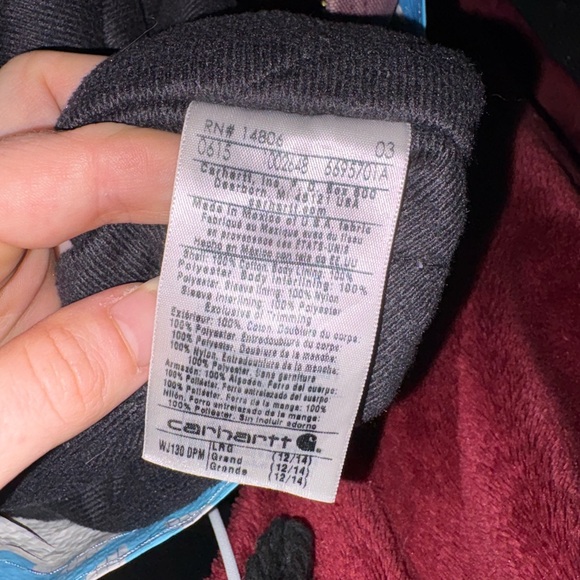 RN# 14806 03
0615 1002648 6695701A
Carhartt, Inc., P.O. Box 600
Dearborn, MI 48121 USA
carhartt.com
Made in Mexico of U.S.A. fabric
Fabriqué au Mexique du tissu
en provenance des ÉTATS UNIS
Hecho en México de EE.UU
Shell: 100% Cotton Body Lining: 100%
Polyester Body Interlining: 100%
Polyester Sleeve Lining: 100% Nylon
Sleeve Interlining: 100% Polyester
Exclusive of Trimming
Extérieur: 100% Coton. Doublure du corps:
100% Polyester. Entredoublure du corps:
100% Polyester. Doublure de la manche:
100% Nylon. Entredoublure de la manche:
100% Polyester. Sans garniture
Armazón: 100% Algodón. Forro del cuerpo:
100% Poliéster. Forro entrelazado del cuerpo:
100% Poliéster. Forro de la manga: 100%
Nilón. Forro entrelazado de la manga:
100% Poliéster. Sin incluir adorno
carhartt
WJ130 DPM LRG (12/14)
Grand (12/14)
Grande (12/14)